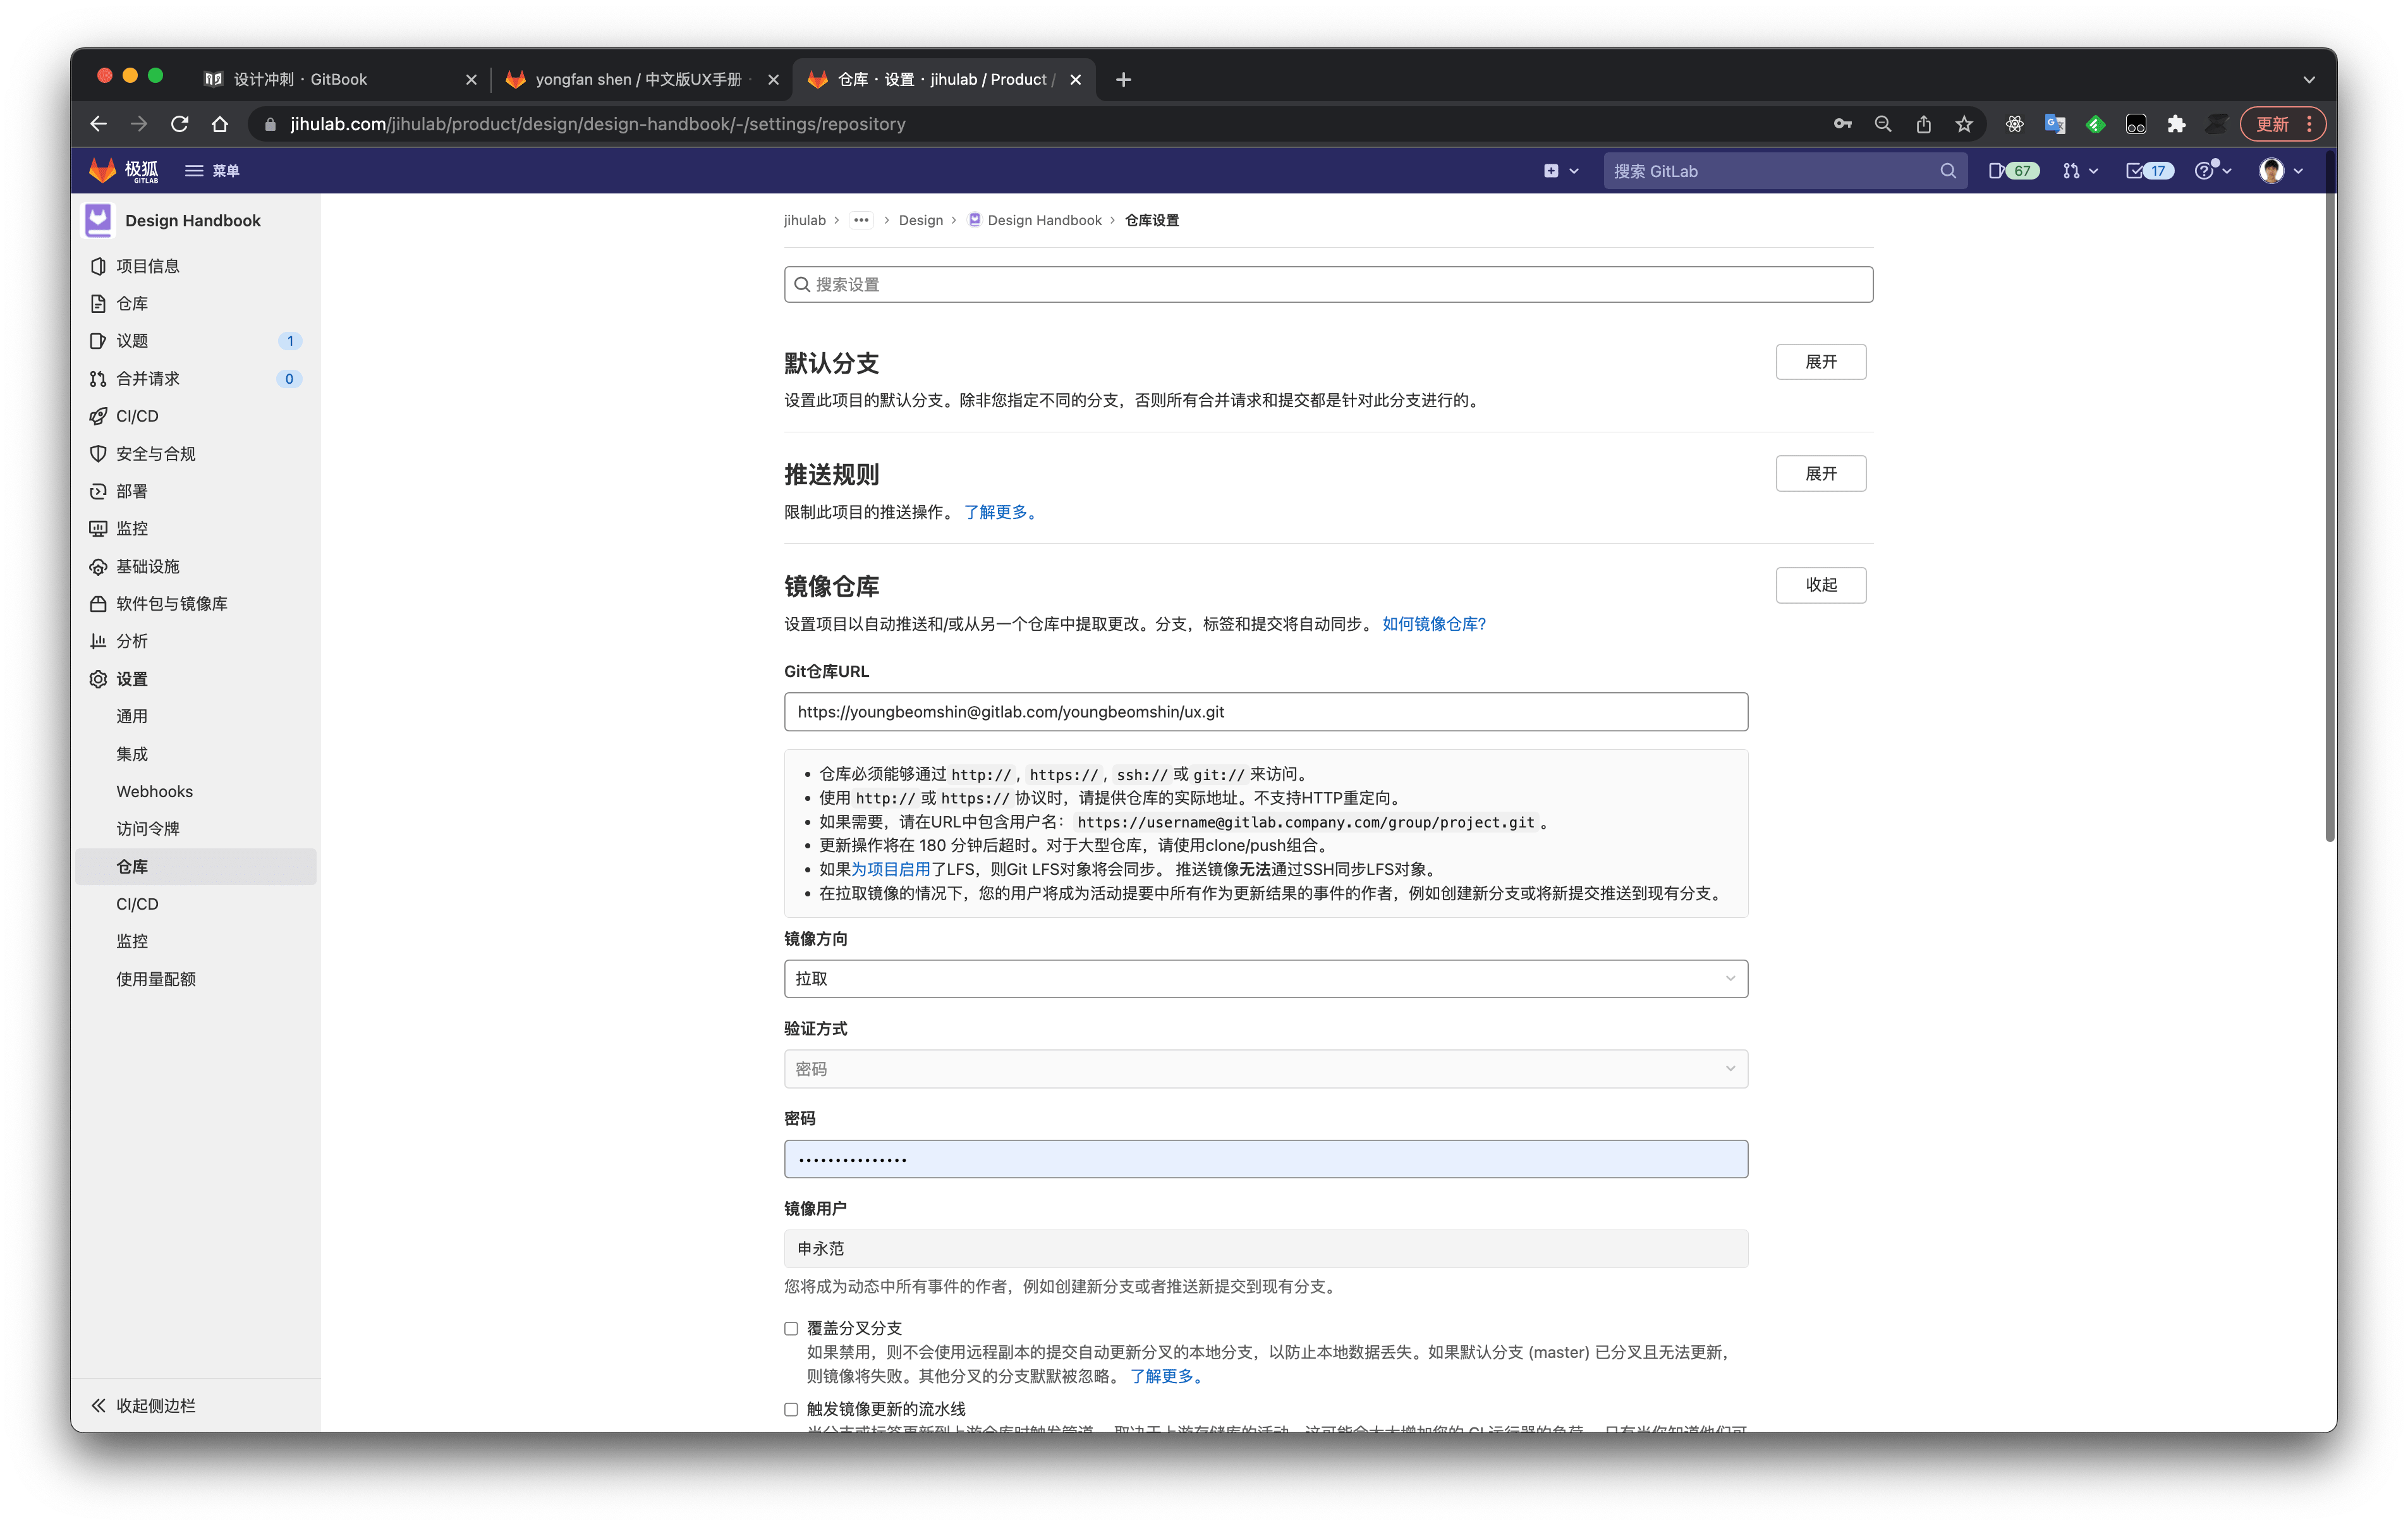 设计冲刺 · GitBook
yongfan shen / 中文版UX手册 ·
仓库 · 设置 · jihulab / Product /
jihulab.com/jihulab/product/design/design-handbook/-/settings/repository
更新
极狐
GITLAB
菜单
搜索 GitLab
67
17
Design Handbook
项目信息
仓库
议题 1
合并请求 0
CI/CD
安全与合规
部署
监控
基础设施
软件包与镜像库
分析
设置
通用
集成
Webhooks
访问令牌
仓库
CI/CD
监控
使用量配额
收起侧边栏
jihulab › ••• › Design › Design Handbook › 仓库设置
搜索设置
默认分支
展开
设置此项目的默认分支。除非您指定不同的分支，否则所有合并请求和提交都是针对此分支进行的。
推送规则
展开
限制此项目的推送操作。 了解更多。
镜像仓库
收起
设置项目以自动推送和/或从另一个仓库中提取更改。分支，标签和提交将自动同步。 如何镜像仓库?
Git仓库URL
https://youngbeomshin@gitlab.com/youngbeomshin/ux.git
• 仓库必须能够通过 http://, https://, ssh:// 或 git:// 来访问。
• 使用 http:// 或 https:// 协议时，请提供仓库的实际地址。不支持HTTP重定向。
• 如果需要，请在URL中包含用户名： https://username@gitlab.company.com/group/project.git 。
• 更新操作将在 180 分钟后超时。对于大型仓库，请使用clone/push组合。
• 如果为项目启用了LFS，则Git LFS对象将会同步。 推送镜像无法通过SSH同步LFS对象。
• 在拉取镜像的情况下，您的用户将成为活动提要中所有作为更新结果的事件的作者，例如创建新分支或将新提交推送到现有分支。
镜像方向
拉取
验证方式
密码
密码
•••••••••••••••
镜像用户
申永范
您将成为动态中所有事件的作者，例如创建新分支或者推送新提交到现有分支。
覆盖分叉分支
如果禁用，则不会使用远程副本的提交自动更新分叉的本地分支，以防止本地数据丢失。如果默认分支 (master) 已分叉且无法更新，
则镜像将失败。其他分叉的分支默默被忽略。 了解更多。
触发镜像更新的流水线